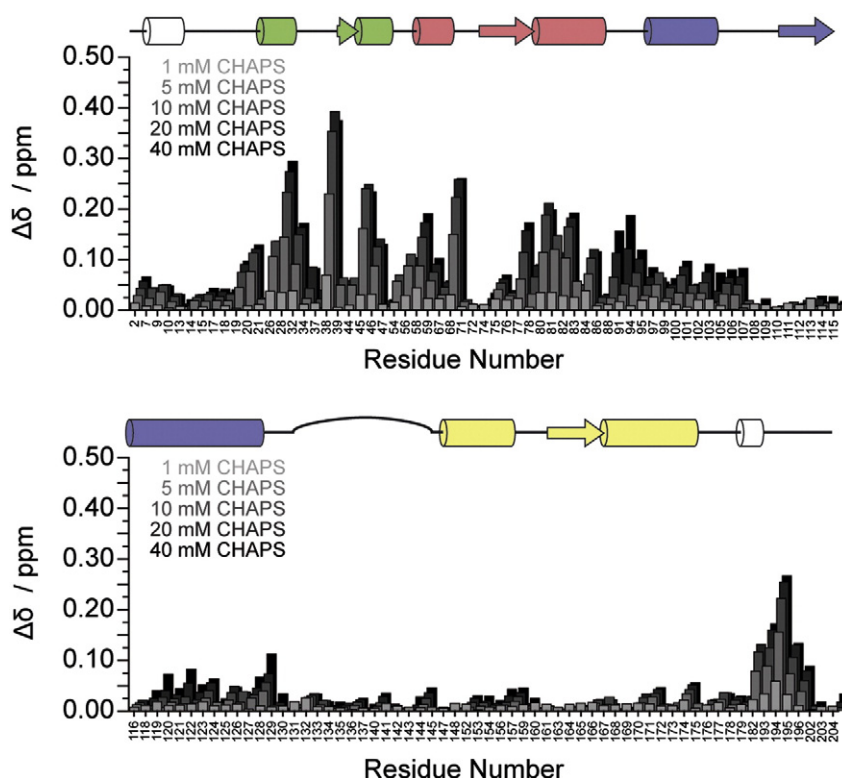 0.50
1 mM CHAPS
5 mM CHAPS
0.40
10 mM CHAPS
20 mM CHAPS
0.30
40 mM CHAPS
Δδ / ppm
0.20
0.10
0.00
2 7 9 10 13 14 15 17 18 19 20 21 26 28 32 34 37 38 39 44 45 46 47 54 56 58 59 67 68 71 72 74 75 76 77 78 80 81 82 83 84 86 88 91 94 95 97 99 100 101 102 103 105 106 107 108 109 110 111 112 113 114 115
Residue Number
0.50
1 mM CHAPS
5 mM CHAPS
0.40
10 mM CHAPS
20 mM CHAPS
0.30
40 mM CHAPS
Δδ / ppm
0.20
0.10
0.00
116 118 119 120 121 122 123 124 125 126 127 128 129 130 131 132 133 134 135 136 137 140 141 142 143 144 145 147 148 152 153 154 156 157 159 160 161 163 164 165 166 167 168 169 170 171 172 173 174 175 176 177 178 179 182 193 194 195 196 202 203 204
Residue Number